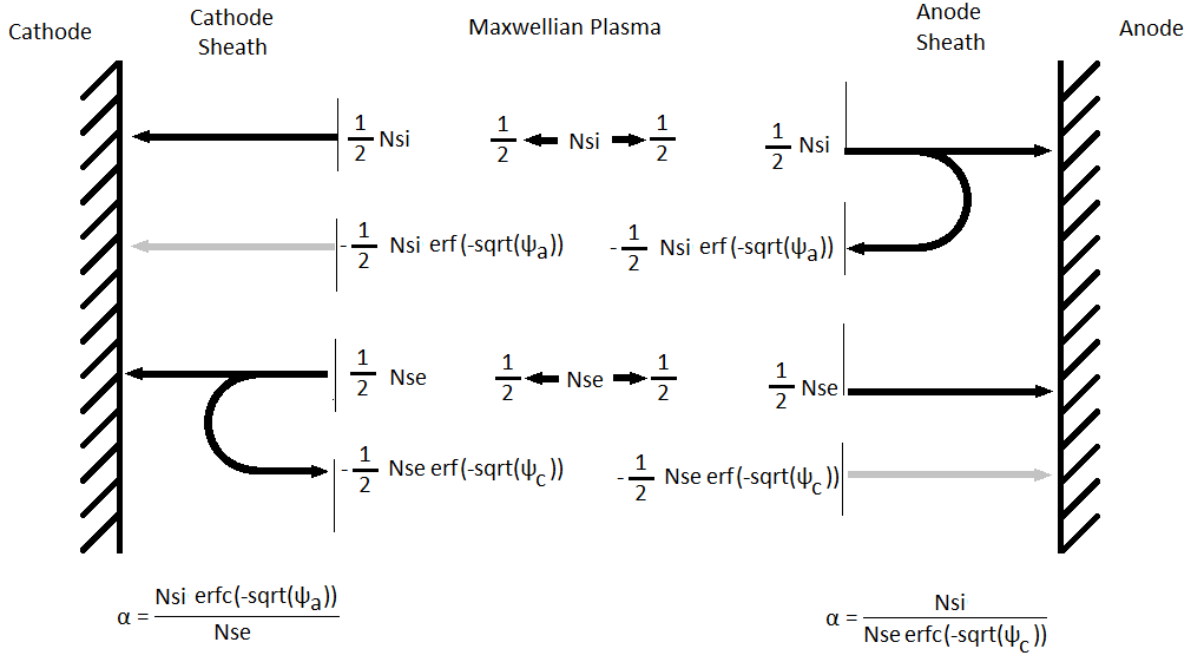 Cathode
Cathode
Sheath
Maxwellian Plasma
Anode
Sheath
Anode
1/2 Nsi
1/2 Nsi 1/2
1/2 Nsi
-1/2 Nsi erf(-sqrt(ψₐ))
-1/2 Nsi erf(-sqrt(ψₐ))
1/2 Nse
1/2 Nse 1/2
1/2 Nse
-1/2 Nse erf(-sqrt(ψ_c))
-1/2 Nse erf(-sqrt(ψ_c))
α = Nsi erfc(-sqrt(ψₐ)) / Nse
α = Nsi / Nse erfc(-sqrt(ψ_c))